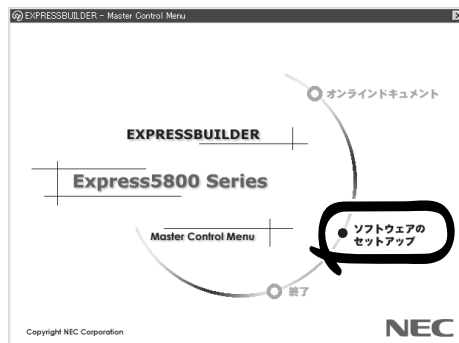 EXPRESSBUILDER - Master Control Menu
オンラインドキュメント
EXPRESSBUILDER
Express5800 Series
ソフトウェアの
セットアップ
Master Control Menu
終了
Copyright NEC Corporation
NEC